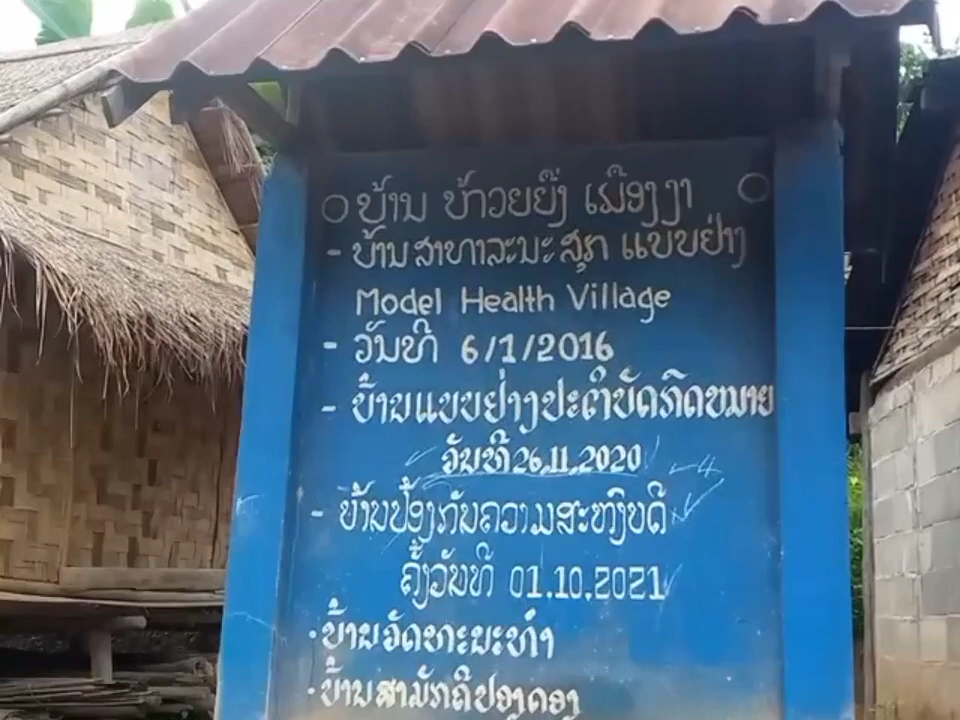 ບ້ານ ຫ້ວຍຍິງ ເມືອງງາ
- ບ້ານສາທາລະນະສຸກ ແບບຢ່າງ
Model Health Village
- ວັນທີ 6/1/2016
- ບ້ານແບບຢ່າງປະຕິບັດກົດໝາຍ
ວັນທີ 26.11.2020
- ບ້ານປ້ອງກັນຄວາມສະຫງົບດີ
ຄັ້ງວັນທີ 01.10.2021
· ບ້ານວັດທະນະທຳ
· ບ້ານສາມັກຄີປອງດອງ